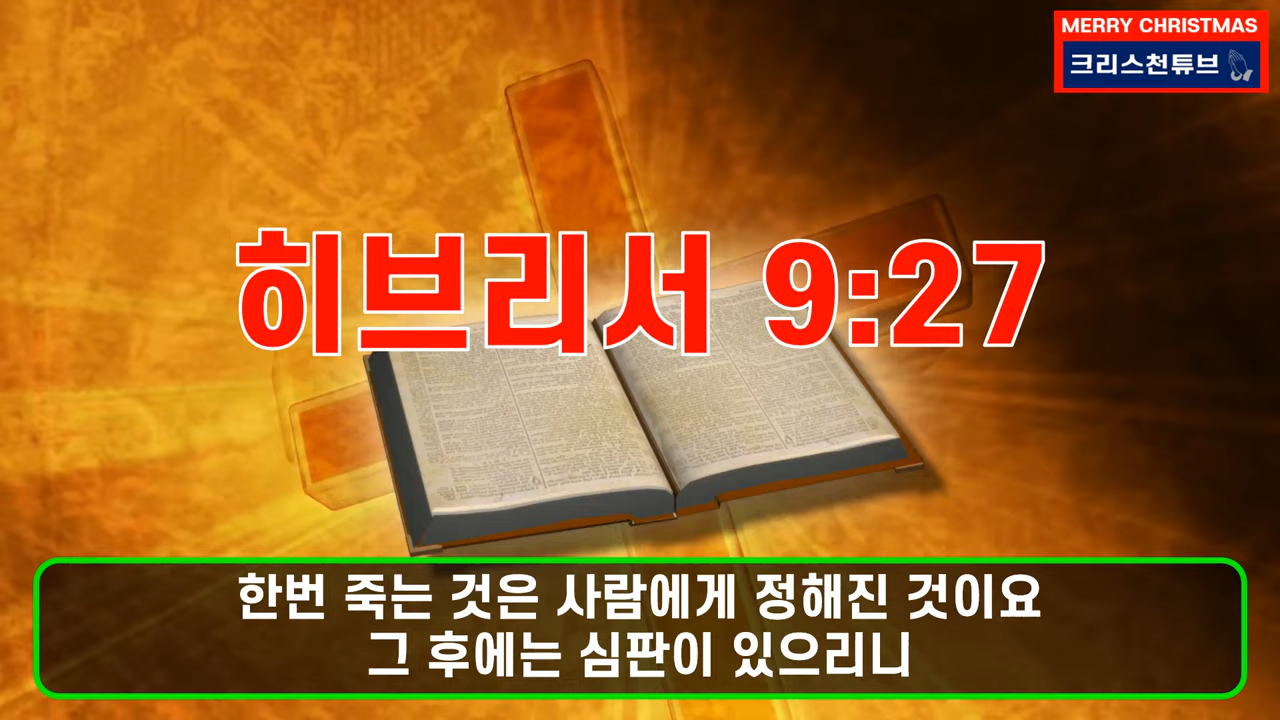 MERRY CHRISTMAS
크리스천튜브
히브리서 9:27
한번 죽는 것은 사람에게 정해진 것이요
그 후에는 심판이 있으리니